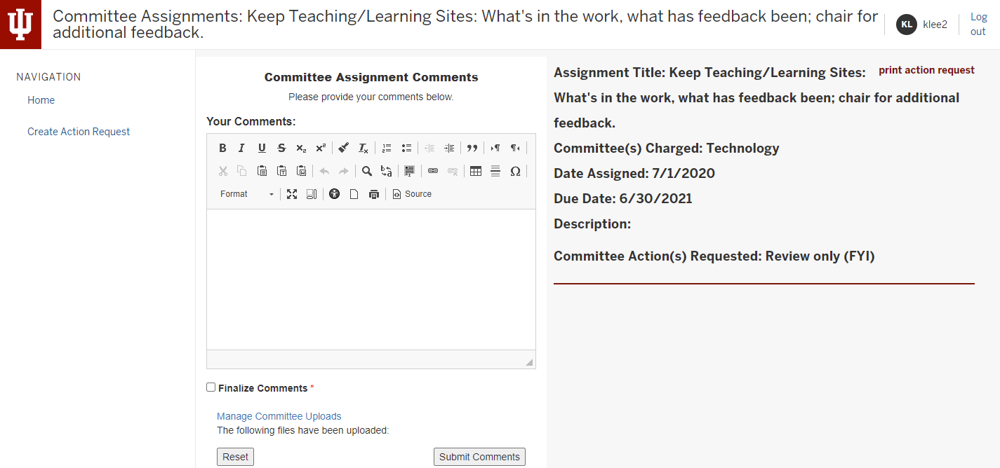 Committee Assignments: Keep Teaching/Learning Sites: What's in the work, what has feedback been; chair for
additional feedback.
KL klee2
Log
out
NAVIGATION
Home
Create Action Request
Committee Assignment Comments
Please provide your comments below.
Your Comments:
Format
Source
Finalize Comments *
Manage Committee Uploads
The following files have been uploaded:
Reset
Submit Comments
Assignment Title: Keep Teaching/Learning Sites:
print action request
What's in the work, what has feedback been; chair for additional
feedback.
Committee(s) Charged: Technology
Date Assigned: 7/1/2020
Due Date: 6/30/2021
Description:
Committee Action(s) Requested: Review only (FYI)